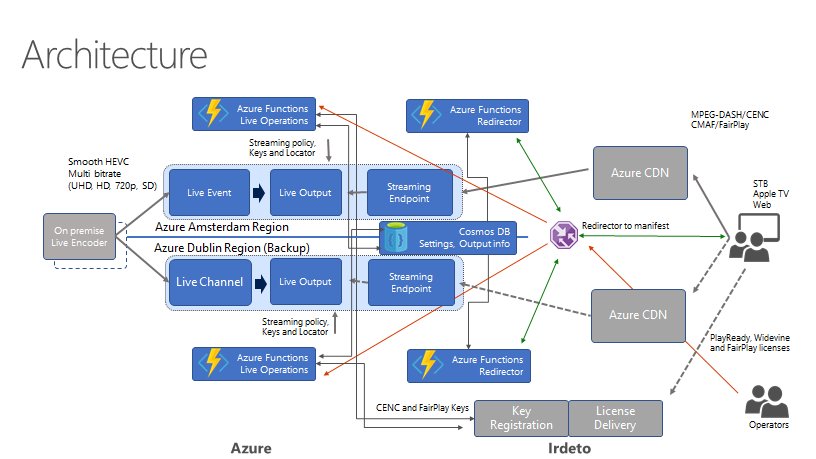 Architecture
Azure Functions
Live Operations
Azure Functions
Redirector
MPEG-DASH/CENC
CMAF/FairPlay
Streaming policy,
Keys and Locator
Smooth HEVC
Multi bitrate
(UHD, HD, 720p, SD)
Live Event
Live Output
Streaming
Endpoint
Azure CDN
STB
Apple TV
Web
On premise
Live Encoder
Azure Amsterdam Region
Azure Dublin Region (Backup)
Cosmos DB
Settings, Output info
Redirector to manifest
Live Channel
Live Output
Streaming
Endpoint
Azure CDN
Streaming policy,
Keys and Locator
PlayReady, Widevine
and FairPlay licenses
Azure Functions
Live Operations
Azure Functions
Redirector
CENC and FairPlay Keys
Key
Registration
License
Delivery
Operators
Azure
Irdeto